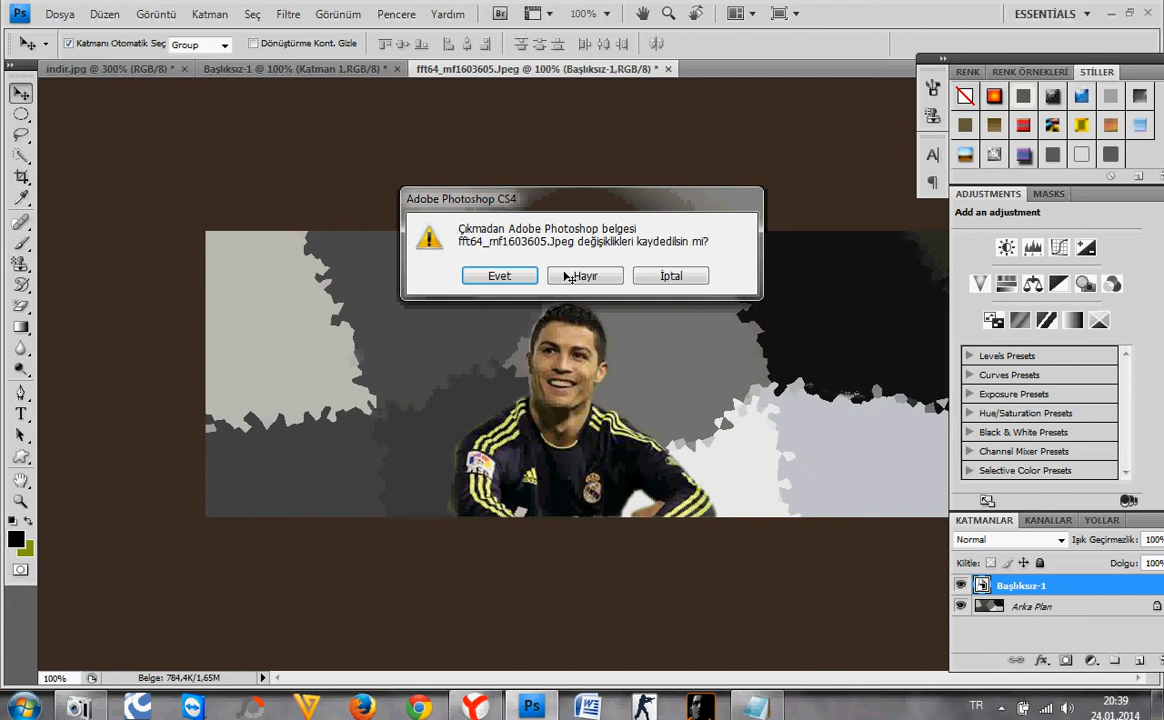 Ps Dosya Düzen Görüntü Katman Seç Filtre Görünüm Pencere Yardım Br 100% ESSENTİALS
Katmanı Otomatik Seç Group Dönüştürme Kont. Gizle
indir.jpg @ 300% (RGB/8) * Başlıksız-1 @ 100% (Katman 1,RGB/8) * fft64_mf1603605.Jpeg @ 100% (Başlıksız-1,RGB/8) *
RENK RENK ÖRNEKLERİ STİLLER
ADJUSTMENTS MASKS
Add an adjustment
Adobe Photoshop CS4
Çıkmadan Adobe Photoshop belgesi
fft64_mf1603605.Jpeg değişiklikleri kaydedilsin mi?
Evet Hayır İptal
Levels Presets
Curves Presets
Exposure Presets
Hue/Saturation Presets
Black & White Presets
Channel Mixer Presets
Selective Color Presets
KATMANLAR KANALLAR YOLLAR
Normal Işık Geçirmezlik: 100%
Kilitle: Dolgu: 100%
Başlıksız-1
Arka Plan
100% Belge: 784,4K/1,65M
TR 20:39
24.01.2014